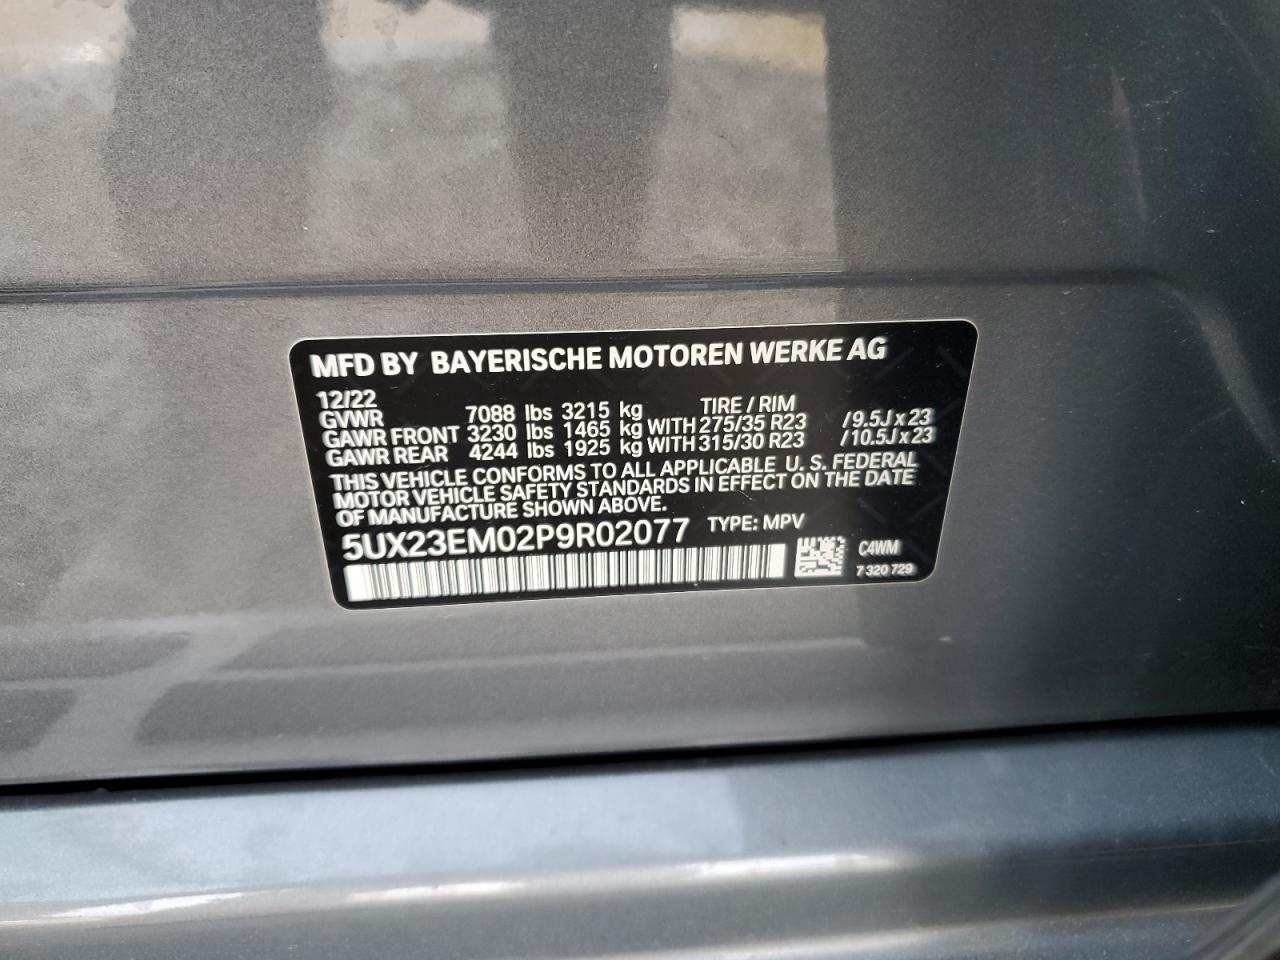 MFD BY BAYERISCHE MOTOREN WERKE AG
12/22 TIRE / RIM
GVWR 7088 lbs 3215 kg
GAWR FRONT 3230 lbs 1465 kg WITH 275/35 R23 /9.5J x 23
GAWR REAR 4244 lbs 1925 kg WITH 315/30 R23 /10.5J x 23
THIS VEHICLE CONFORMS TO ALL APPLICABLE U. S. FEDERAL
MOTOR VEHICLE SAFETY STANDARDS IN EFFECT ON THE DATE
OF MANUFACTURE SHOWN ABOVE.
5UX23EM02P9R02077 TYPE: MPV
C4WM
7 320 729